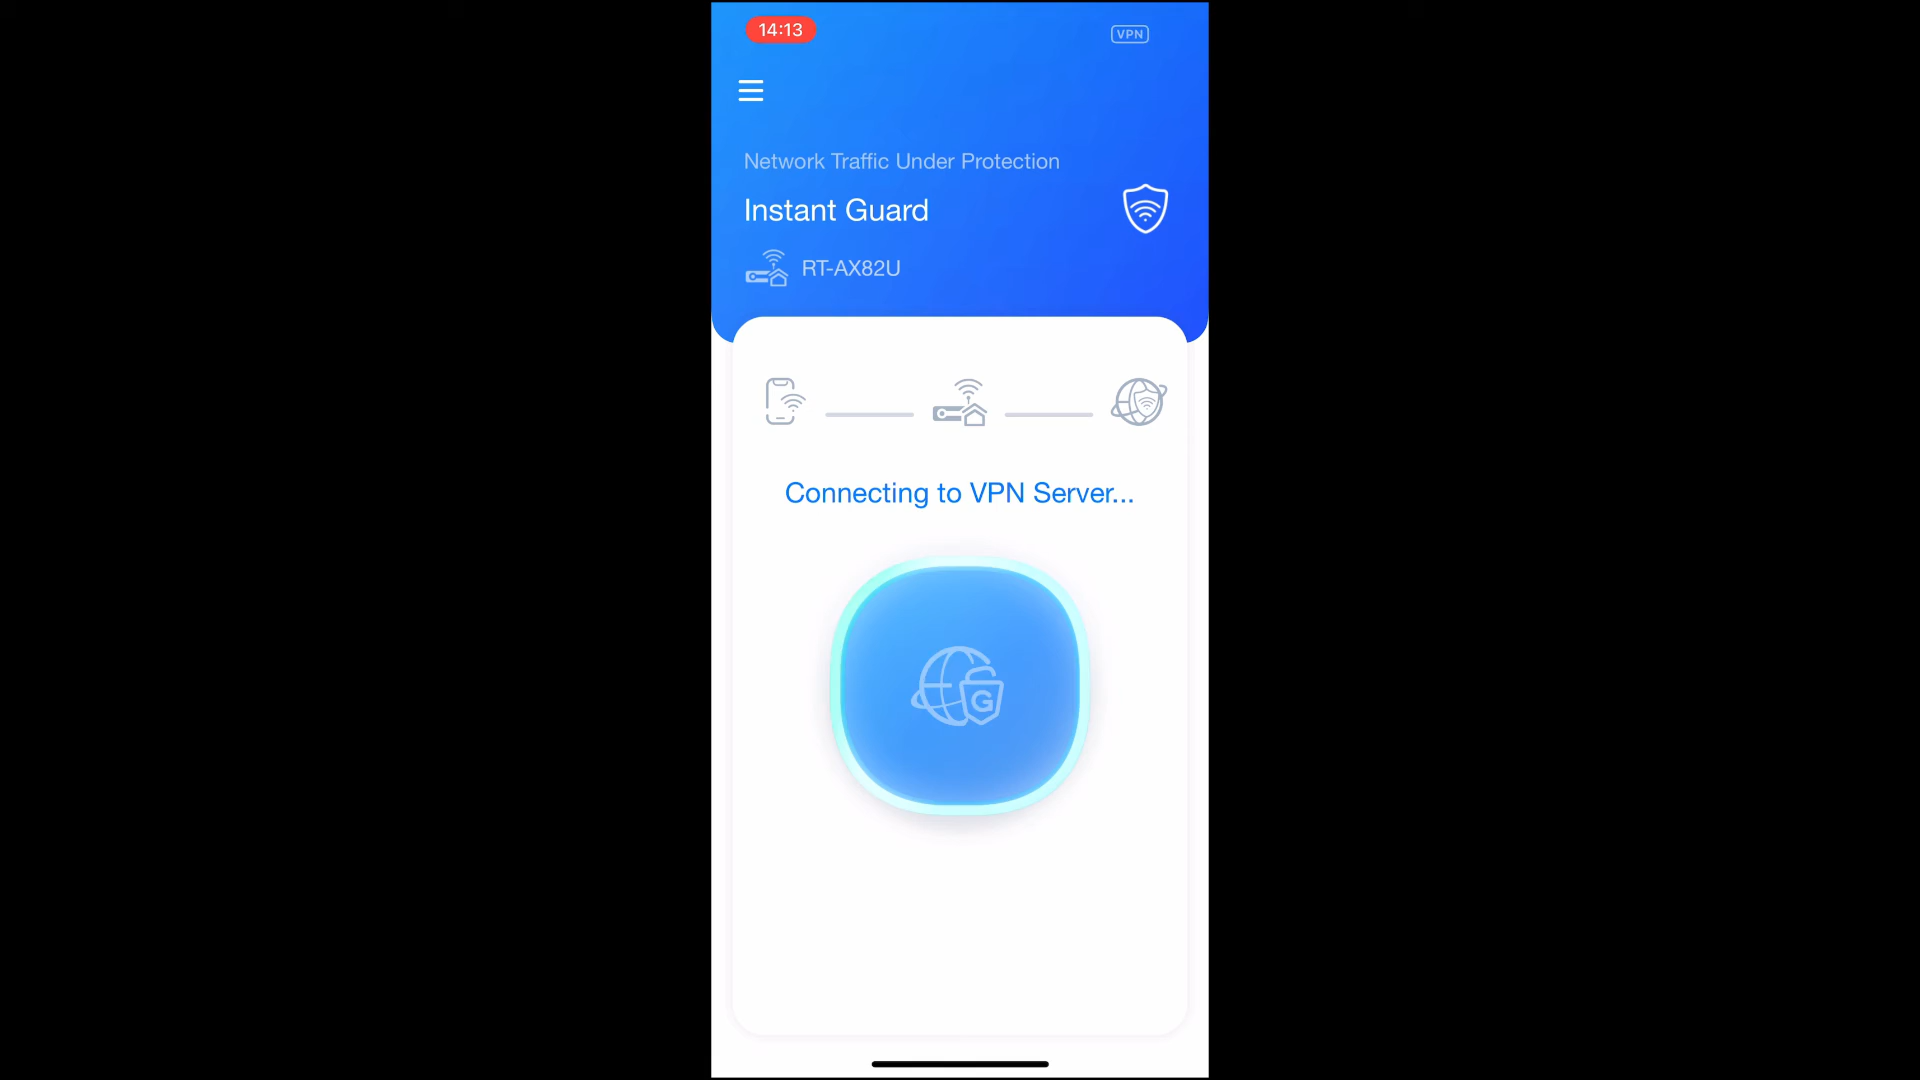 14:13
VPN
Network Traffic Under Protection
Instant Guard
RT-AX82U
Connecting to VPN Server...
G